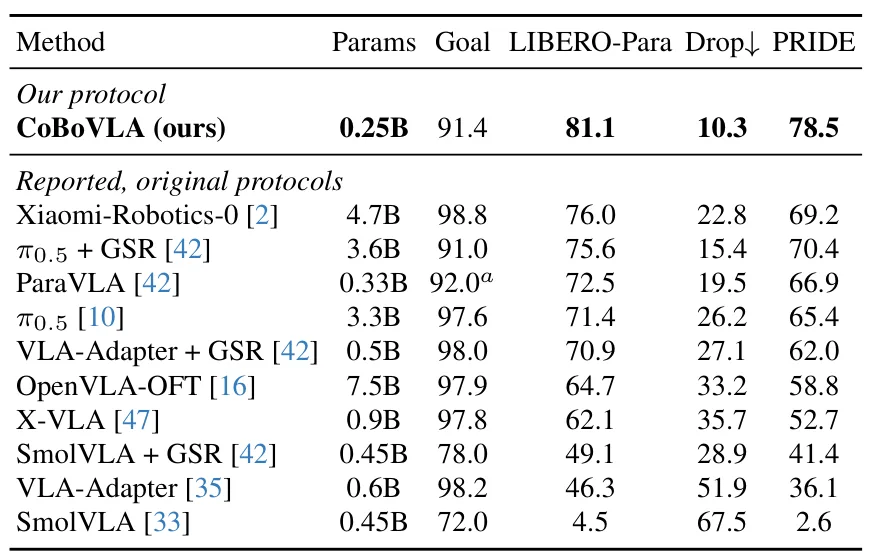 Method Params Goal LIBERO-Para Drop↓ PRIDE
Our protocol
CoBoVLA (ours) 0.25B 91.4 81.1 10.3 78.5
Reported, original protocols
Xiaomi-Robotics-0 [2] 4.7B 98.8 76.0 22.8 69.2
π0.5 + GSR [42] 3.6B 91.0 75.6 15.4 70.4
ParaVLA [42] 0.33B 92.0a 72.5 19.5 66.9
π0.5 [10] 3.3B 97.6 71.4 26.2 65.4
VLA-Adapter + GSR [42] 0.5B 98.0 70.9 27.1 62.0
OpenVLA-OFT [16] 7.5B 97.9 64.7 33.2 58.8
X-VLA [47] 0.9B 97.8 62.1 35.7 52.7
SmolVLA + GSR [42] 0.45B 78.0 49.1 28.9 41.4
VLA-Adapter [35] 0.6B 98.2 46.3 51.9 36.1
SmolVLA [33] 0.45B 72.0 4.5 67.5 2.6